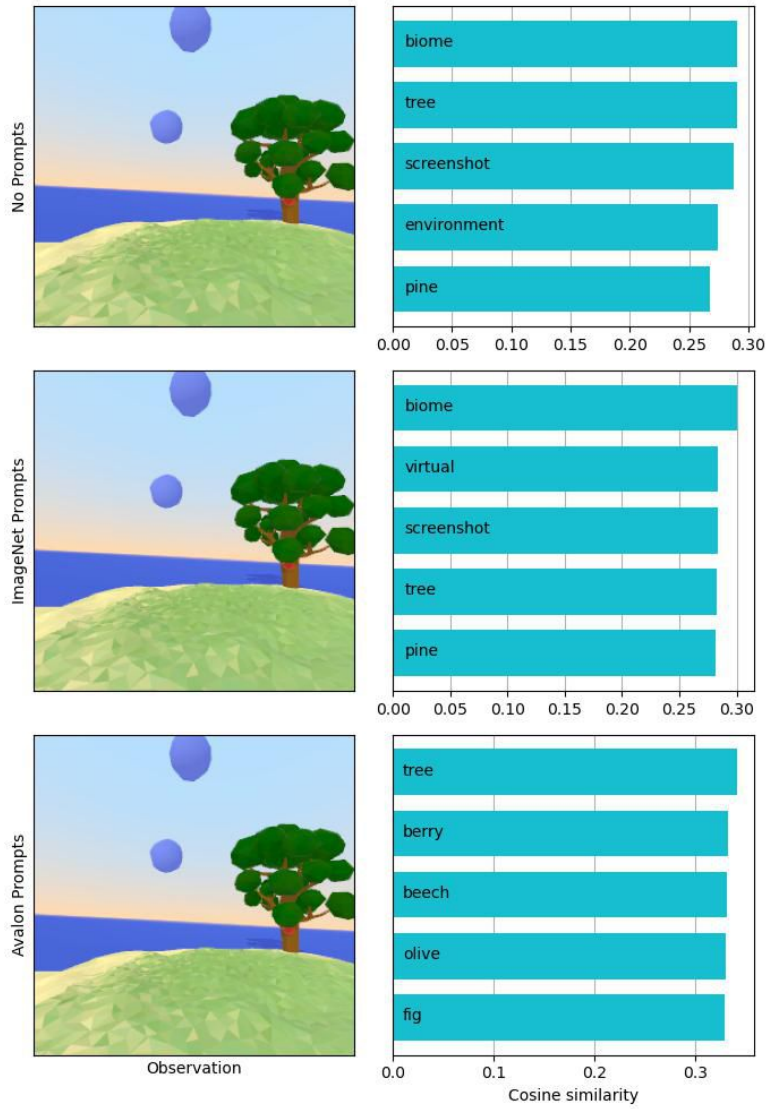 No Prompts
biome
tree
screenshot
environment
pine
0.00 0.05 0.10 0.15 0.20 0.25 0.30
ImageNet Prompts
biome
virtual
screenshot
tree
pine
0.00 0.05 0.10 0.15 0.20 0.25 0.30
Avalon Prompts
tree
berry
beech
olive
fig
0.0 0.1 0.2 0.3
Observation
Cosine similarity